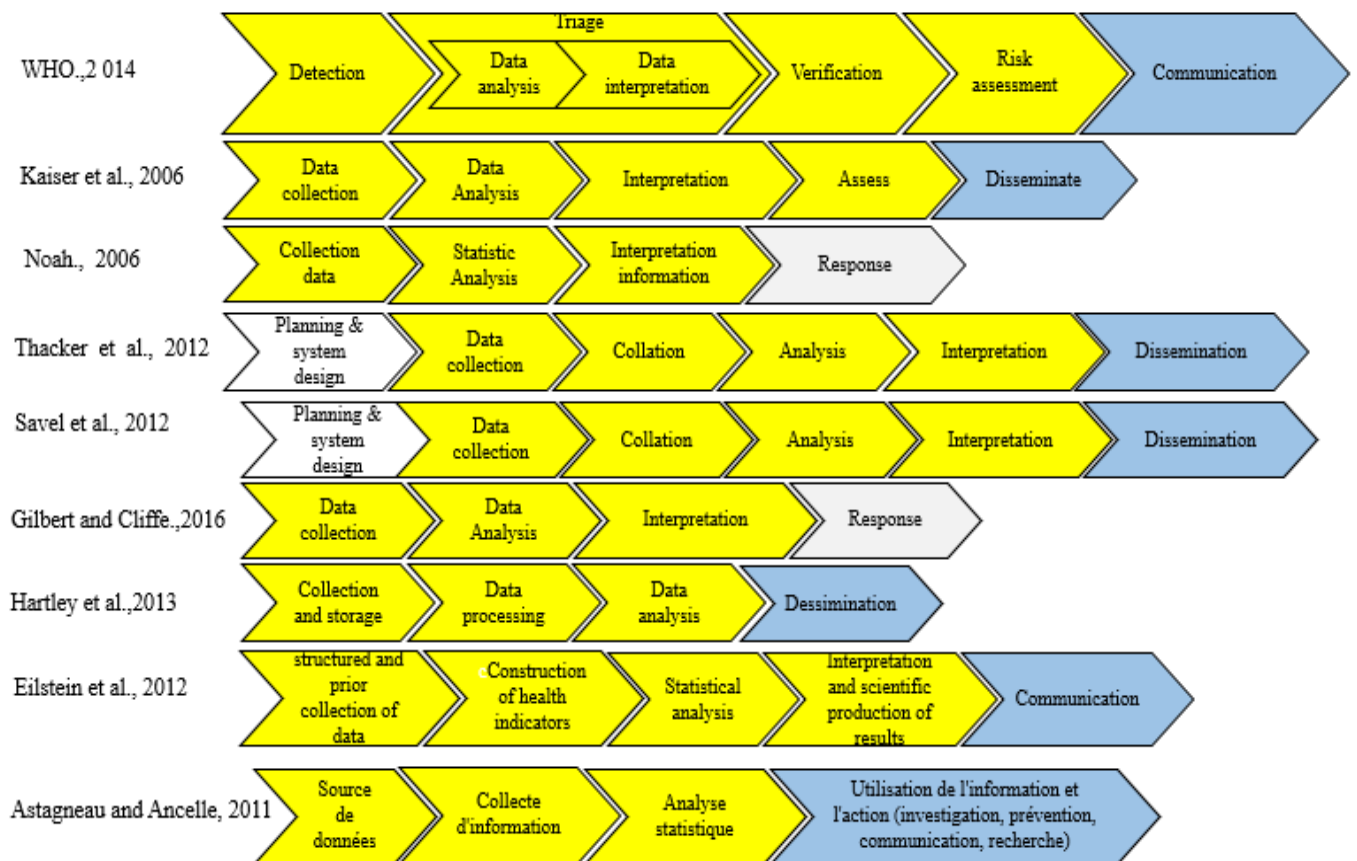 WHO.,2 014
Detection
Triage
Data
analysis
Data
interpretation
Verification
Risk
assessment
Communication
Kaiser et al., 2006
Data
collection
Data
Analysis
Interpretation
Assess
Disseminate
Noah., 2006
Collection
data
Statistic
Analysis
Interpretation
information
Response
Thacker et al., 2012
Planning &
system
design
Data
collection
Collation
Analysis
Interpretation
Dissemination
Savel et al., 2012
Planning &
system
design
Data
collection
Collation
Analysis
Interpretation
Dissemination
Gilbert and Cliffe.,2016
Data
collection
Data
Analysis
Interpretation
Response
Hartley et al.,2013
Collection
and storage
Data
processing
Data
analysis
Dessimination
Eilstein et al., 2012
structured and
prior
collection of
data
cConstruction
of health
indicators
Statistical
analysis
Interpretation
and scientific
production of
results
Communication
Astagneau and Ancelle, 2011
Source
de
données
Collecte
d'information
Analyse
statistique
Utilisation de l'information et
l'action (investigation, prévention,
communication, recherche)